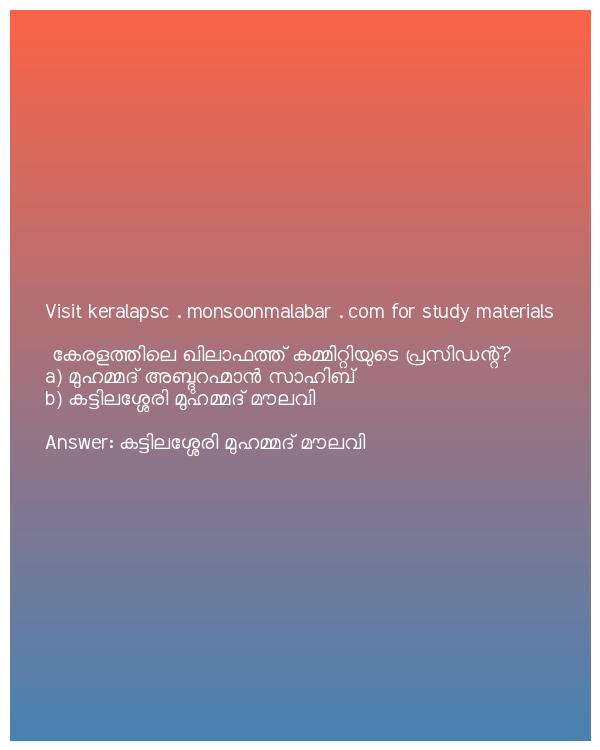 Visit keralapsc . monsoonmalabar . com for study materials
കേരളത്തിലെ ഖിലാഫത്ത് കമ്മിറ്റിയുടെ പ്രസിഡന്റ്?
a) മുഹമ്മദ് അബ്ദുറഹ്മാൻ സാഹിബ്
b) കട്ടിലശ്ശേരി മുഹമ്മദ് മൗലവി
Answer: കട്ടിലശ്ശേരി മുഹമ്മദ് മൗലവി